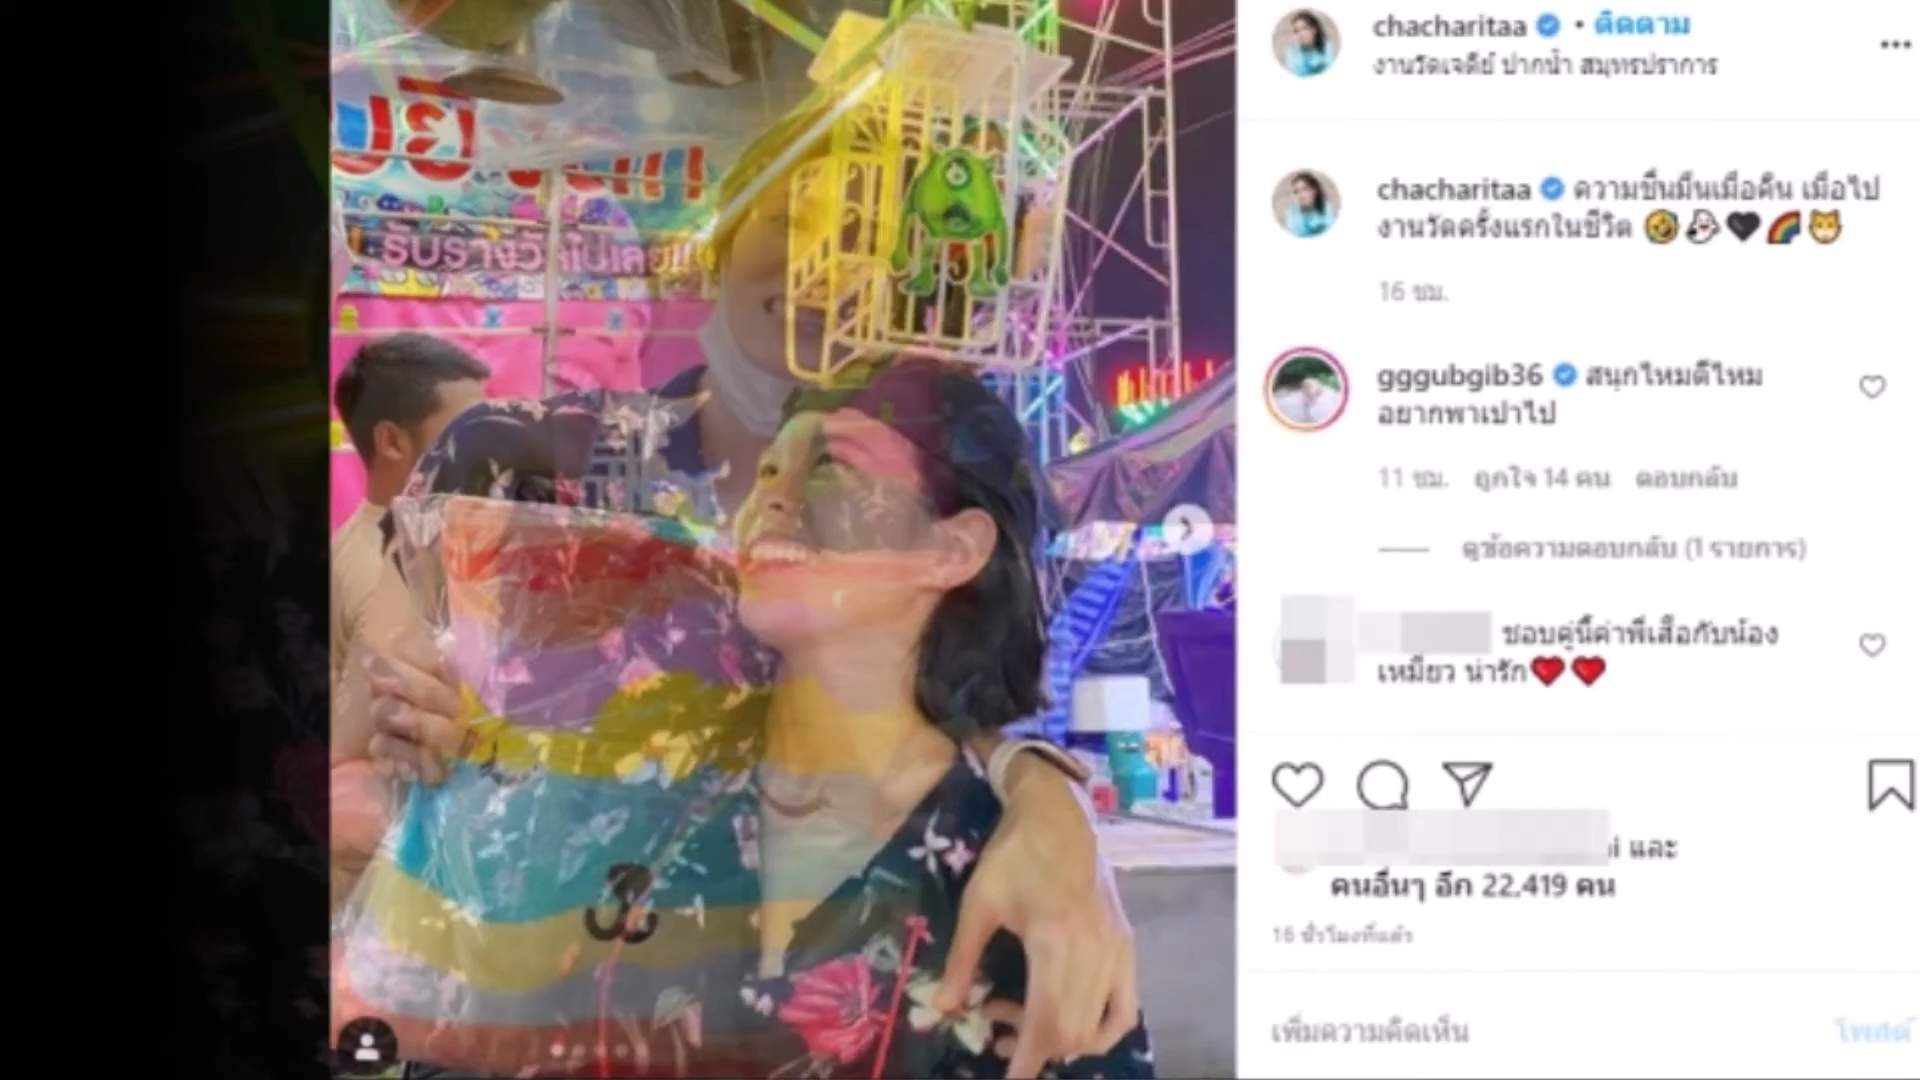 chacharitaa • ติดตาม
งานวัดเจดีย์ ปากน้ำ สมุทรปราการ
chacharitaa ความขื่นมื่นเมื่อคืน เมื่อไป
งานวัดครั้งแรกในชีวิต
16 ชม.
gggubgib36 สนุกไหมดีไหม
อยากพาเป่าไป
11 ชม. ถูกใจ 14 คน ตอบกลับ
ดูข้อความตอบกลับ (1 รายการ)
ชอบคู่นี้ค่าพี่เสือกับน้อง
เหมียว น่ารัก
และ
คนอื่นๆ อีก 22,419 คน
16 ชั่วโมงที่แล้ว
เพิ่มความคิดเห็น
โพสต์
รับรางวัลไปเลย!!